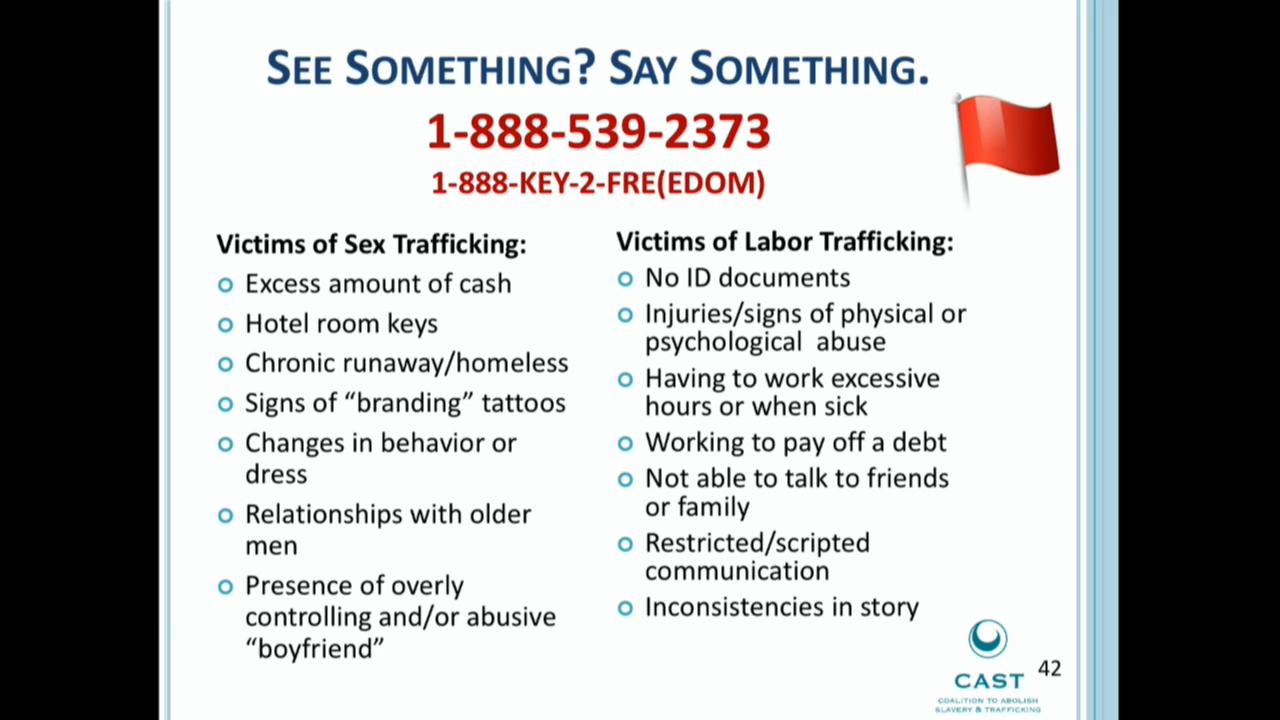 SEE SOMETHING? SAY SOMETHING.
1-888-539-2373
1-888-KEY-2-FRE(EDOM)
Victims of Sex Trafficking:
Excess amount of cash
Hotel room keys
Chronic runaway/homeless
Signs of “branding” tattoos
Changes in behavior or
dress
Relationships with older
men
Presence of overly
controlling and/or abusive
“boyfriend”
Victims of Labor Trafficking:
No ID documents
Injuries/signs of physical or
psychological abuse
Having to work excessive
hours or when sick
Working to pay off a debt
Not able to talk to friends
or family
Restricted/scripted
communication
Inconsistencies in story
CAST
COALITION TO ABOLISH
SLAVERY & TRAFFICKING
42